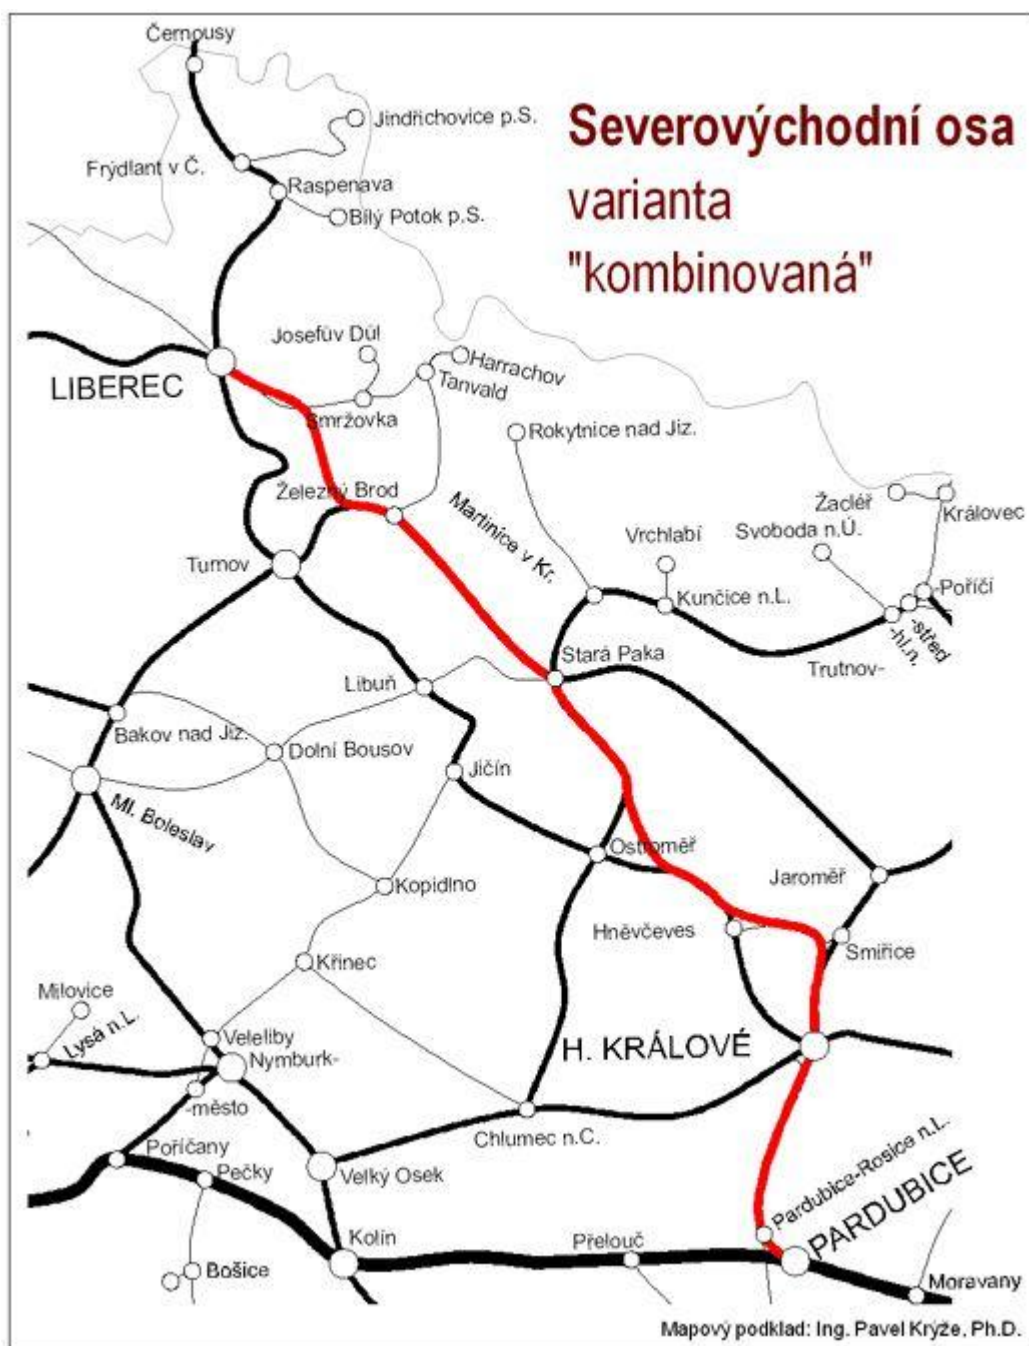 Černousy
Severovýchodní osa
varianta
"kombinovaná"
Jindřichovice p.S.
Frýdlant v Č.
Raspenava
Bílý Potok p.S.
Josefův Důl
Harrachov
Tanvald
LIBEREC
Smržovka
Rokytnice nad Jiz.
Železný Brod
Martinice v Kr.
Žacléř
Královec
Svoboda n.Ú.
Vrchlabí
Turnov
Kunčice n.L.
-Poříčí
-střed
-hl.n.
Trutnov-
Stará Paka
Libuň
Bakov nad Jiz.
Dolní Bousov
Jičín
Ml. Boleslav
Ostroměř
Jaroměř
Kopidlno
Hněvčeves
Smiřice
Křinec
Milovice
Lysá n.L.
Veleliby
Nymburk-
-město
H. KRÁLOVÉ
Chlumec n.C.
Poříčany
Pečky
Velký Osek
Pardubice-Rosice n.L.
PARDUBICE
Kolín
Přelouč
Bošice
Moravany
Mapový podklad: Ing. Pavel Krýže, Ph.D.